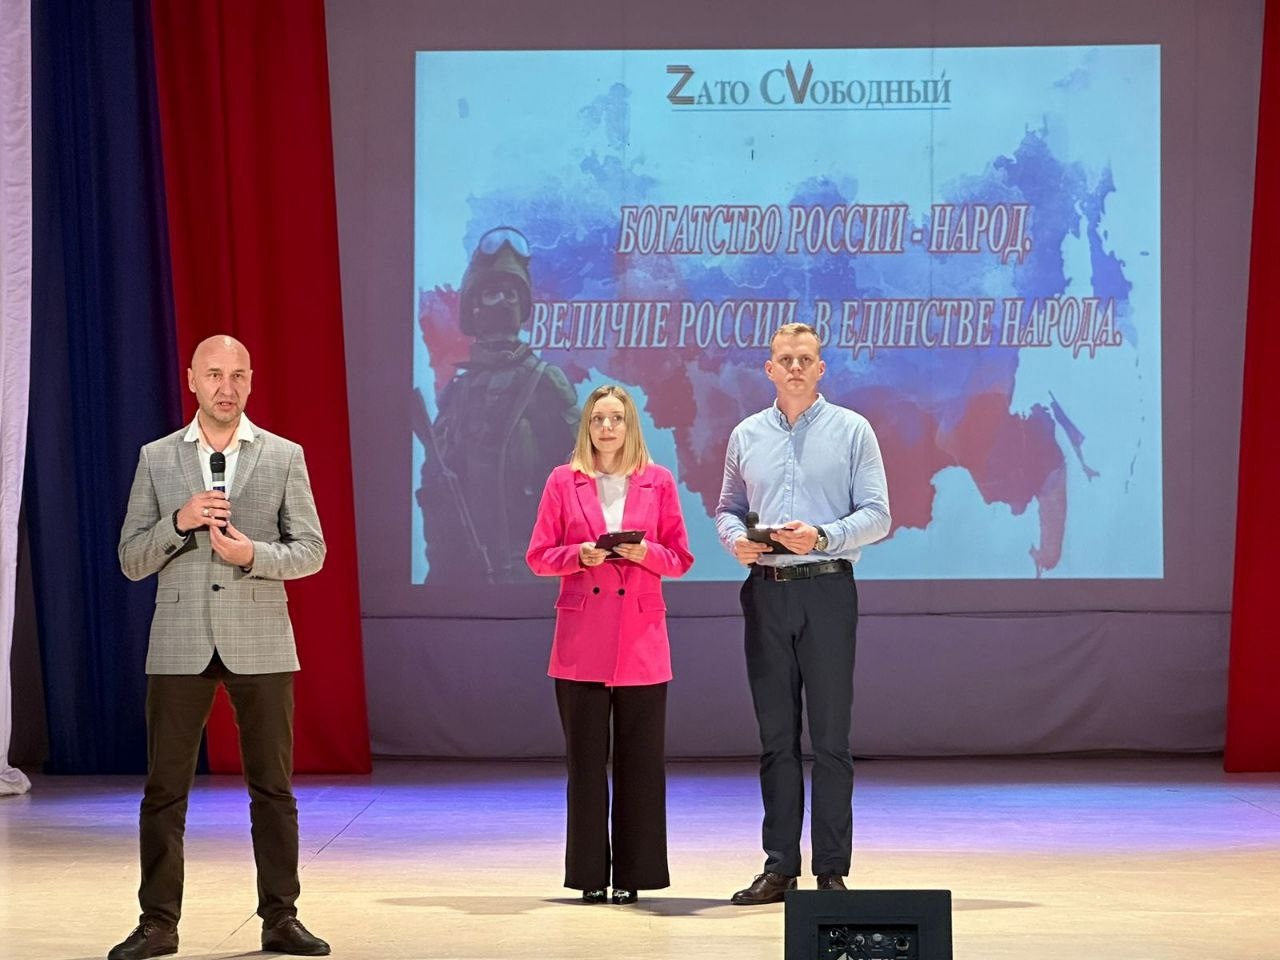 ZАТО СVОБОДНЫЙ
БОГАТСТВО РОССИИ - НАРОД.
ВЕЛИЧИЕ РОССИИ В ЕДИНСТВЕ НАРОДА.